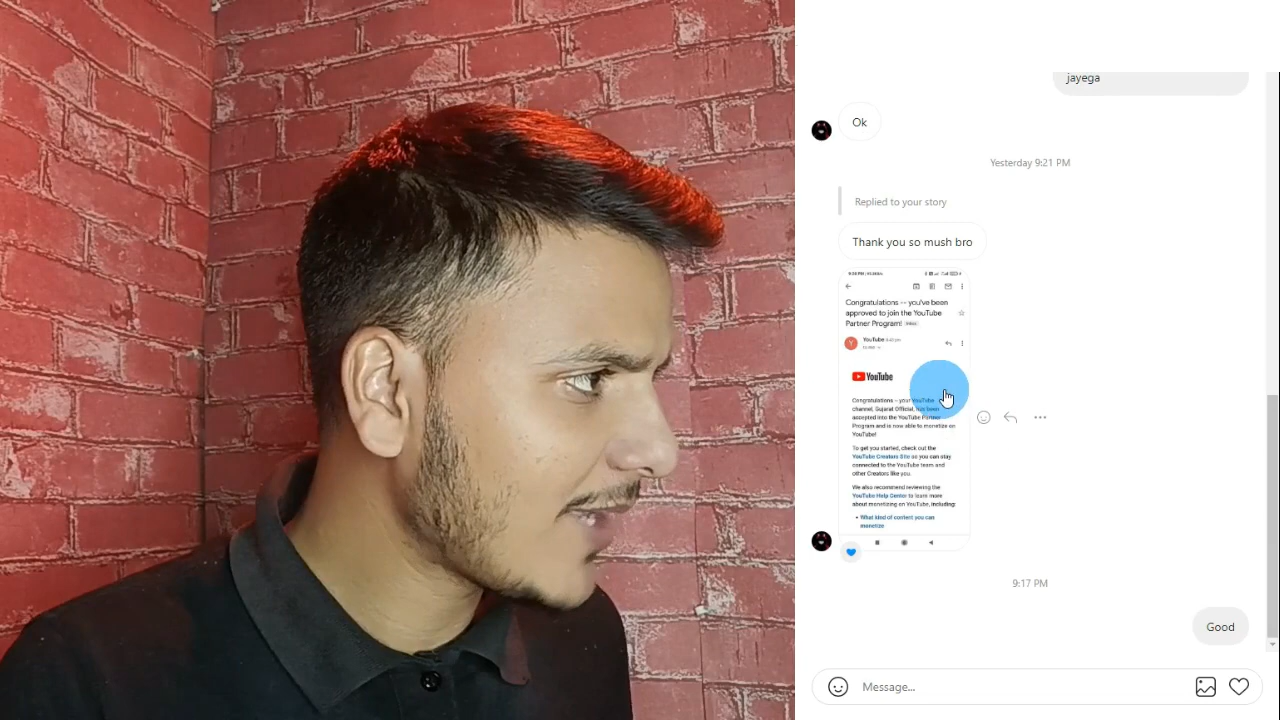 jayega
Ok
Yesterday 9:21 PM
Replied to your story
Thank you so mush bro
Congratulations -- you've been
approved to join the YouTube
Partner Program!
YouTube
YouTube
Congratulations – your YouTube
channel, Gujarat Official, has been
accepted into the YouTube Partner
Program and is now able to monetize on
YouTube!
To get you started, check out the
YouTube Creators Site so you can stay
connected to the YouTube team and
other Creators like you.
We also recommend reviewing the
YouTube Help Center to learn more
about monetizing on YouTube, including:
• What kind of content you can
monetize
9:17 PM
Good
Message...